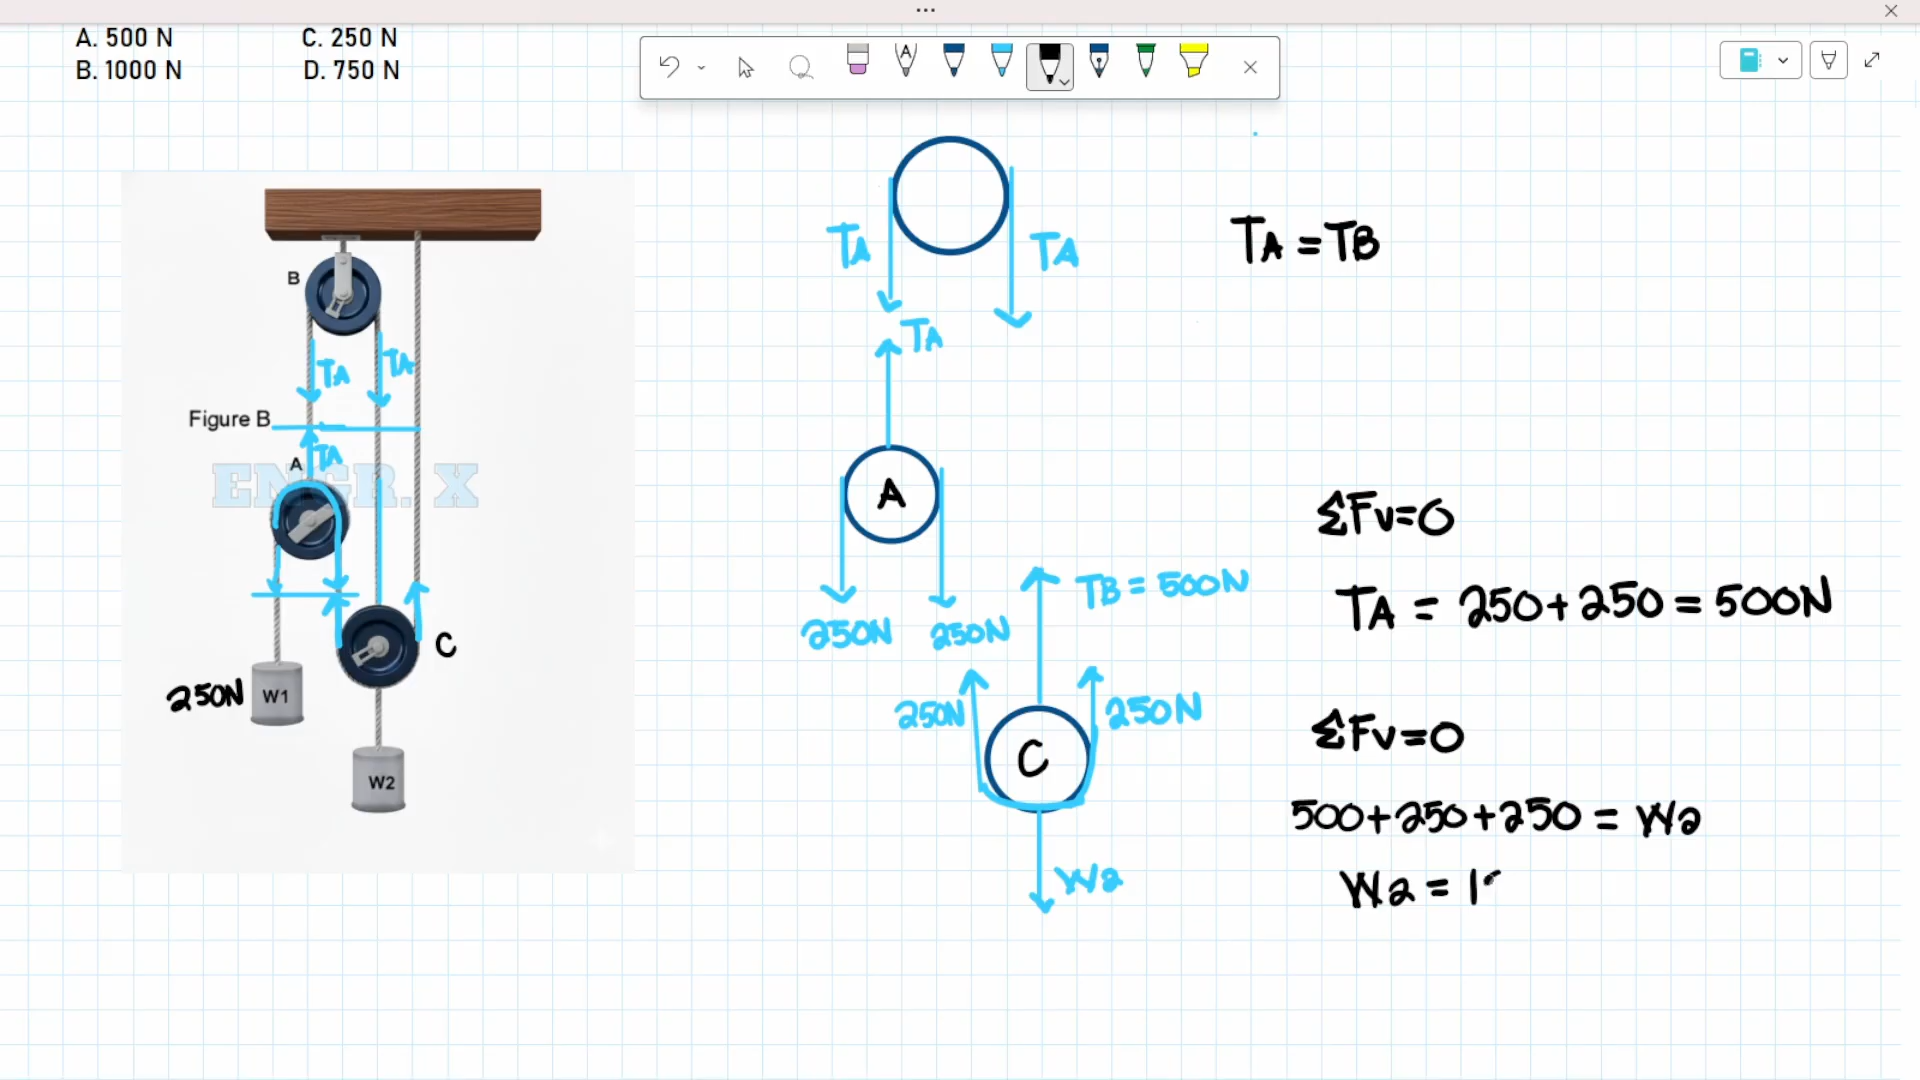 A. 500 N
C. 250 N
B. 1000 N
D. 750 N
A
TA
TA
TA = TB
B
TA
TA
TA
Figure B
A
TA
ENGR. X
A
ΣFv=0
TA = 250+250 = 500N
TB = 500N
250N
250N
C
250N
W1
250N
250N
C
ΣFv=0
W2
500+250+250 = W2
W2
W2 = 1